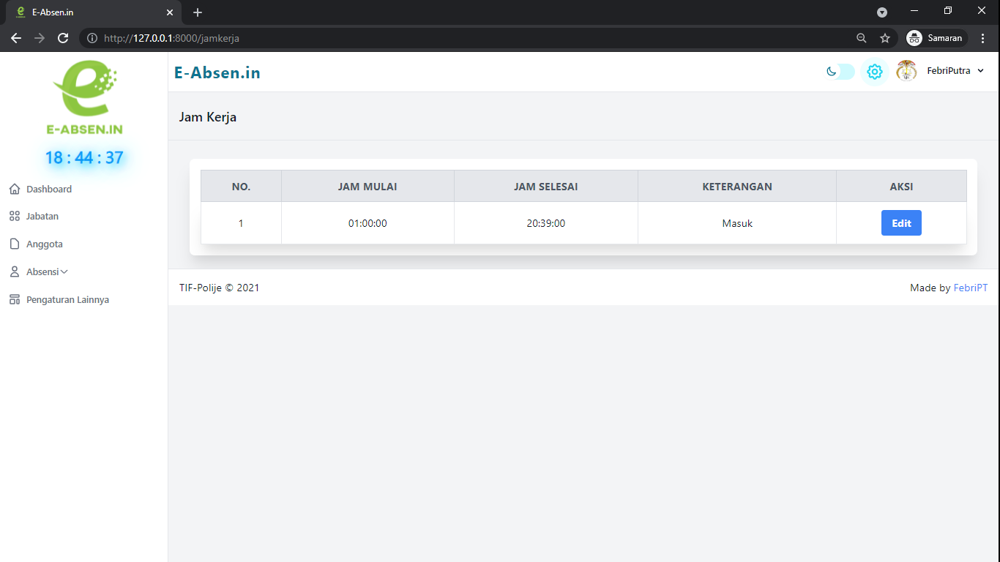 E-Absen.in
http://127.0.0.1:8000/jamkerja
Samaran
E-ABSEN.IN
18 : 44 : 37
Dashboard
Jabatan
Anggota
Absensi
Pengaturan Lainnya
E-Absen.in
FebriPutra
Jam Kerja
NO. JAM MULAI JAM SELESAI KETERANGAN AKSI
1 01:00:00 20:39:00 Masuk Edit
TIF-Polije © 2021 Made by FebriPT